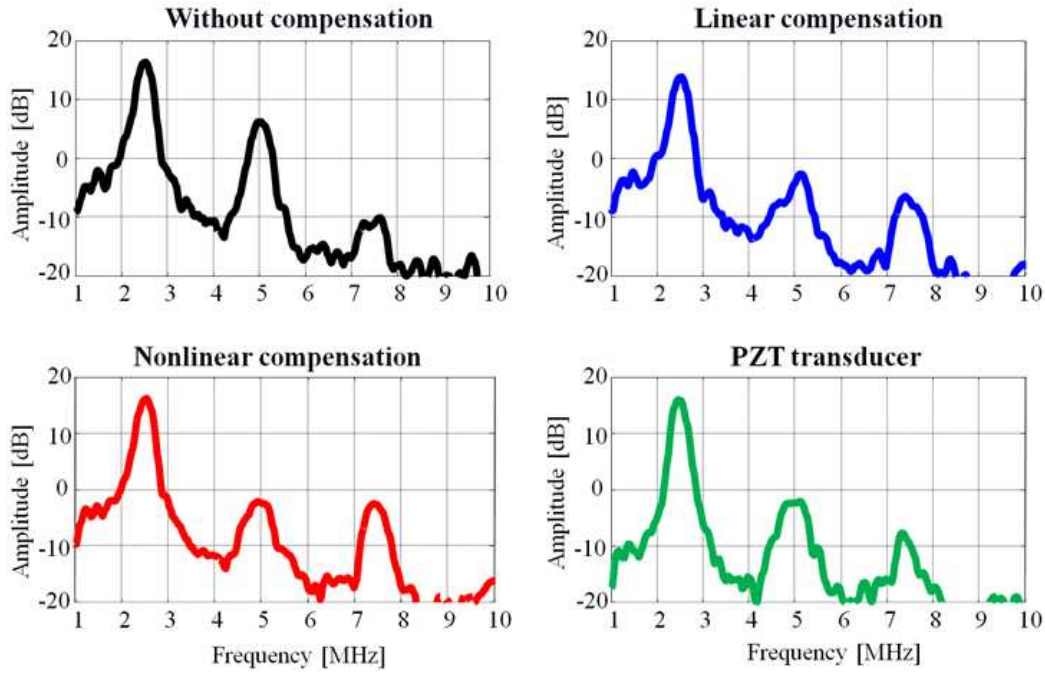 Without compensation
20
10
0
-10
-20
Amplitude [dB]
1 2 3 4 5 6 7 8 9 10
Linear compensation
20
10
0
-10
-20
Amplitude [dB]
1 2 3 4 5 6 7 8 9 10
Nonlinear compensation
20
10
0
-10
-20
Amplitude [dB]
1 2 3 4 5 6 7 8 9 10
Frequency [MHz]
PZT transducer
20
10
0
-10
-20
Amplitude [dB]
1 2 3 4 5 6 7 8 9 10
Frequency [MHz]